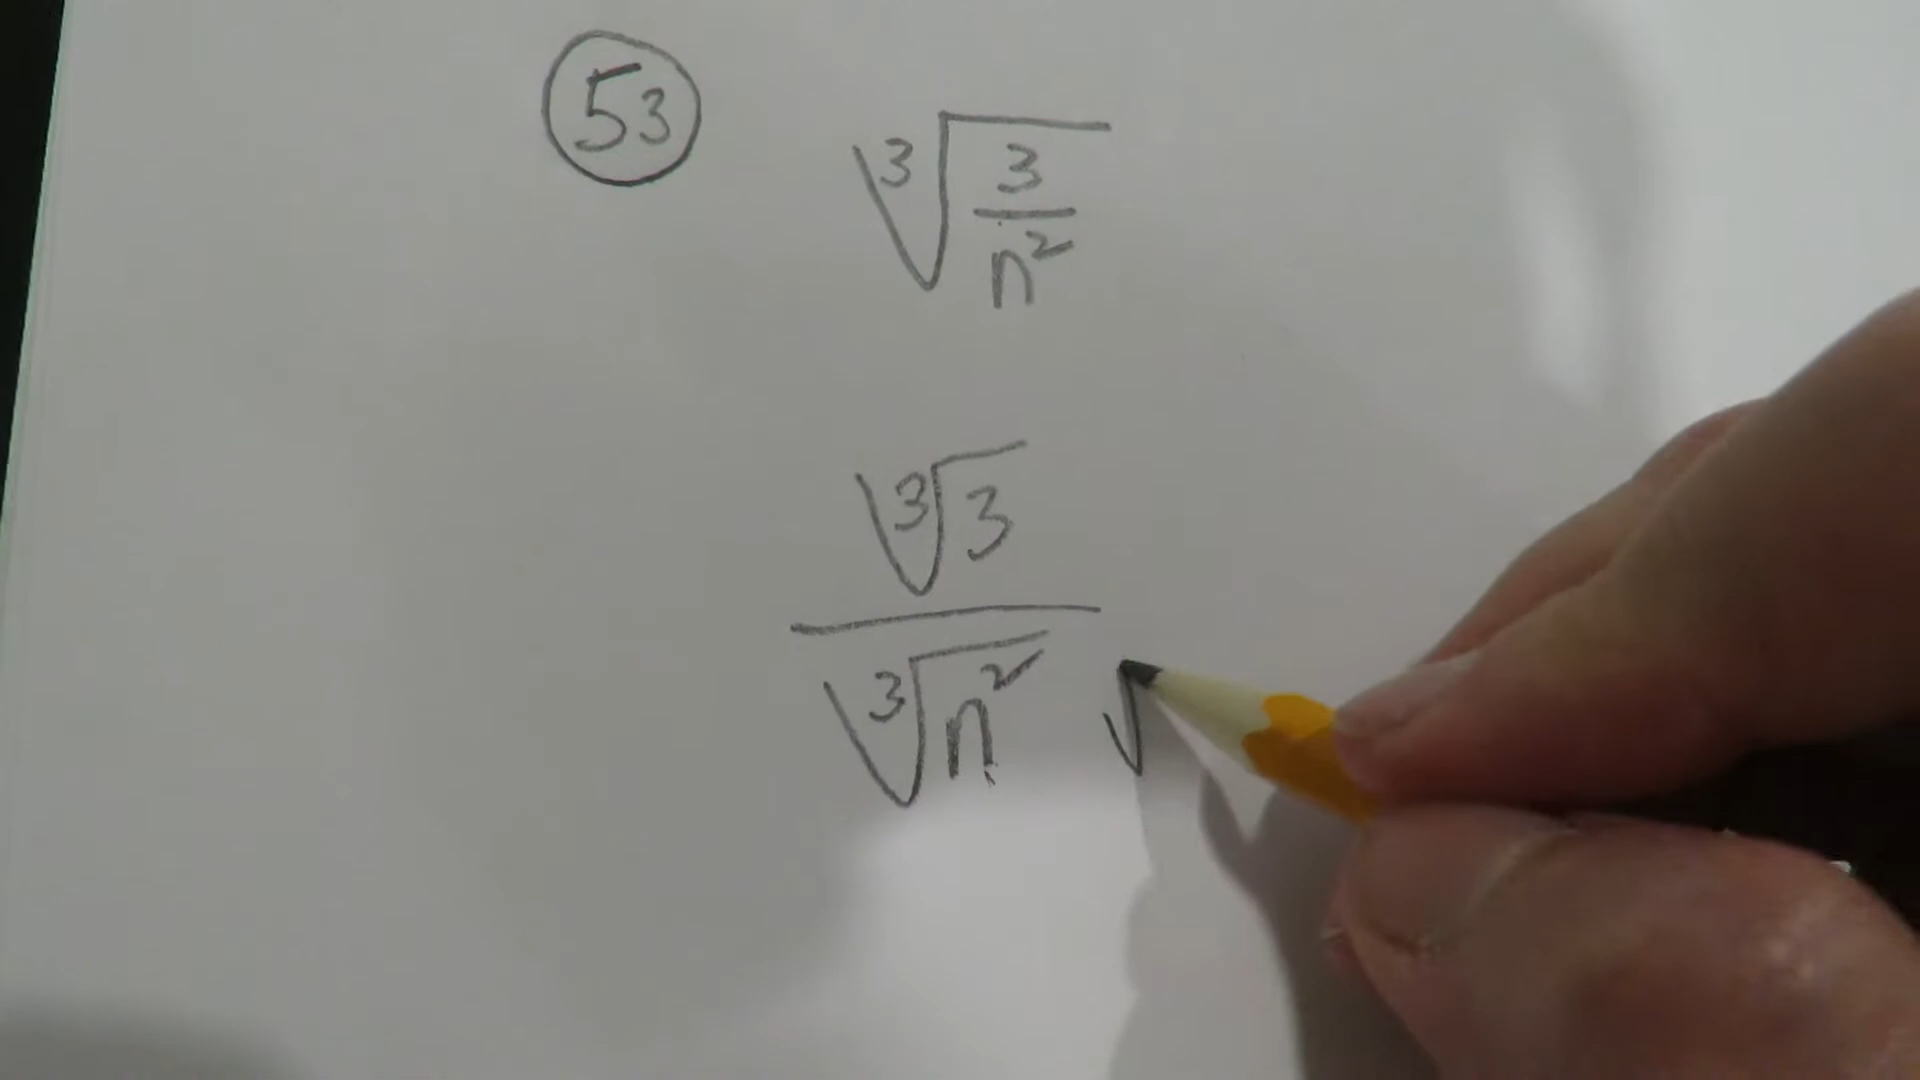 53
∛(3/n²)
∛3
∛n² √